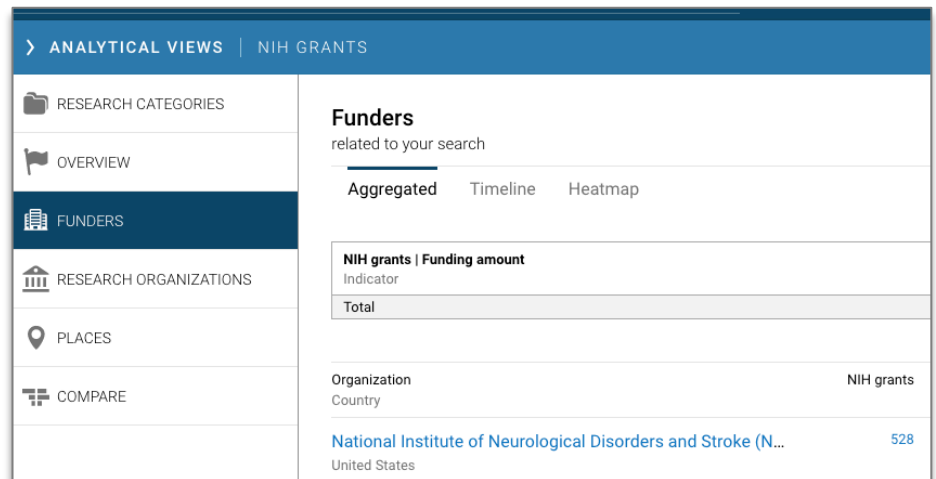 ANALYTICAL VIEWS | NIH GRANTS
RESEARCH CATEGORIES
OVERVIEW
FUNDERS
RESEARCH ORGANIZATIONS
PLACES
COMPARE
Funders
related to your search
Aggregated Timeline Heatmap
NIH grants | Funding amount
Indicator
Total
Organization NIH grants
Country
National Institute of Neurological Disorders and Stroke (N... 528
United States